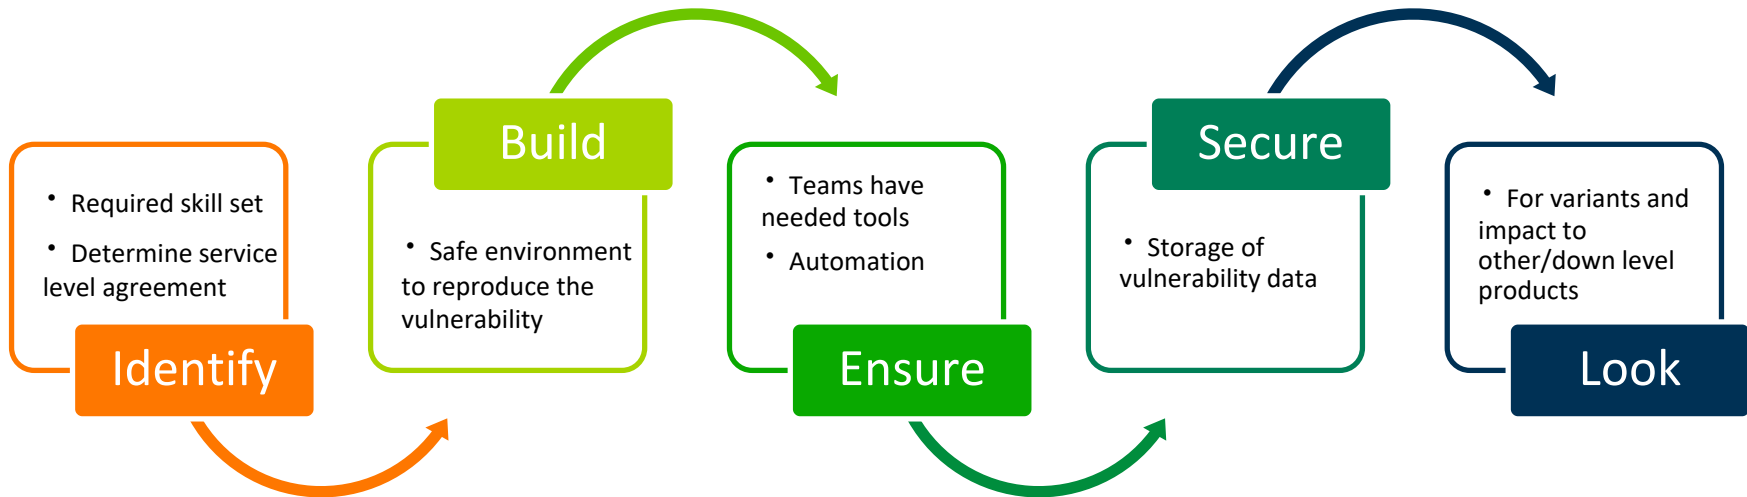 • Required skill set
• Determine service
level agreement
Identify
Build
• Safe environment
to reproduce the
vulnerability
• Teams have
needed tools
• Automation
Ensure
Secure
• Storage of
vulnerability data
• For variants and
impact to
other/down level
products
Look